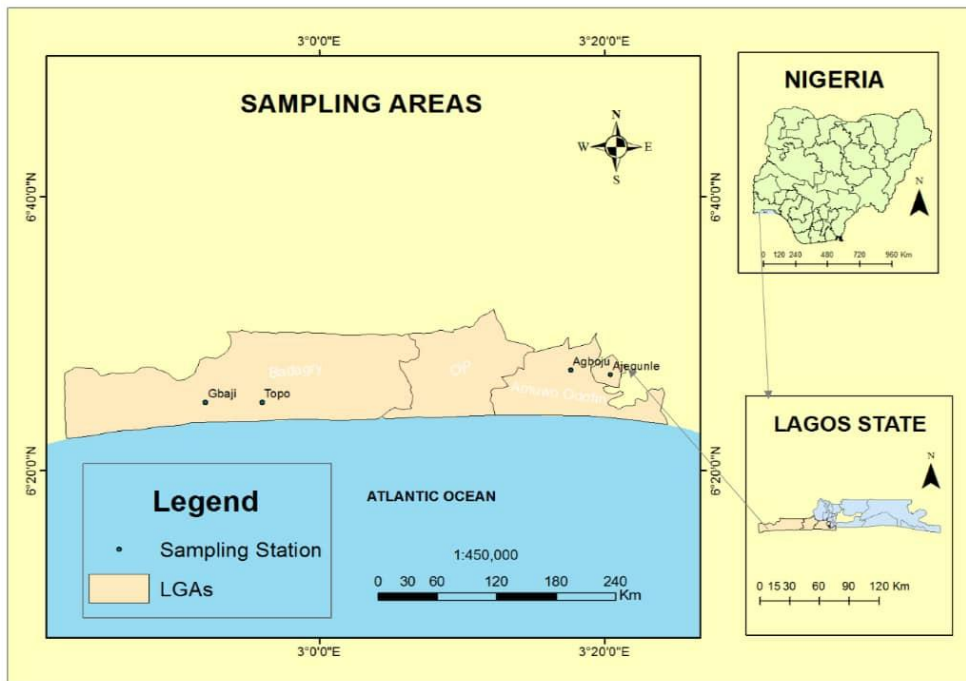 3°0'0"E 3°20'0"E
SAMPLING AREAS
N
W E
S
6°40'0"N 6°40'0"N
Badagry
OP
Agboju
Ajegunle
Amuwo Odofin
Gbaji
Topo
6°20'0"N 6°20'0"N
Legend
Sampling Station
LGAs
ATLANTIC OCEAN
1:450,000
0 30 60 120 180 240
Km
3°0'0"E 3°20'0"E
NIGERIA
N
0 120 240 480 720 960 Km
LAGOS STATE
N
0 15 30 60 90 120 Km